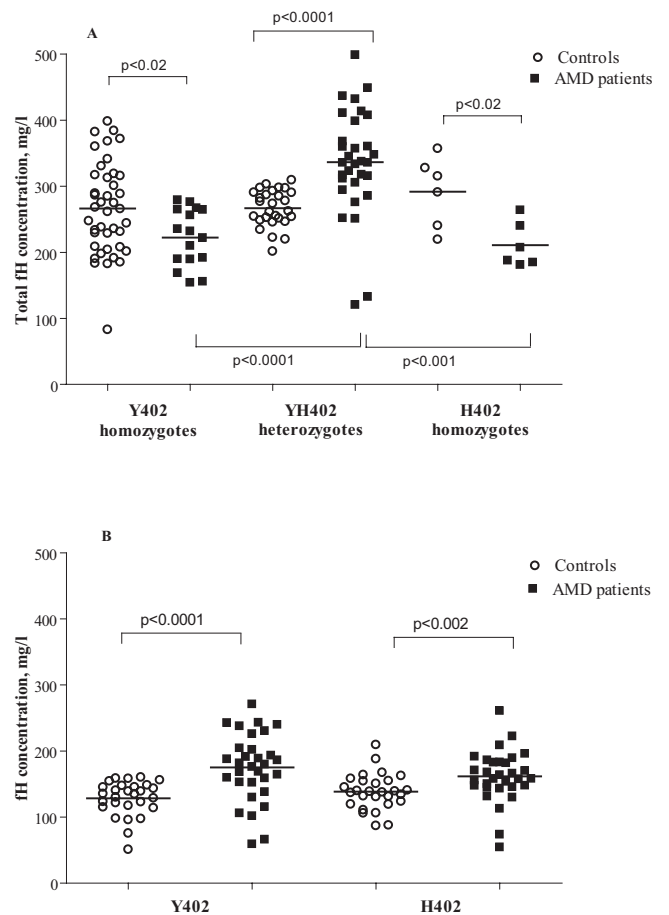 A
p<0.0001
Controls
AMD patients
p<0.02
p<0.02
500
400
300
200
100
0
Total fH concentration, mg/l
p<0.0001
p<0.001
Y402
homozygotes
YH402
heterozygotes
H402
homozygotes
B
Controls
AMD patients
p<0.0001
p<0.002
500
400
300
200
100
0
fH concentration, mg/l
Y402
H402